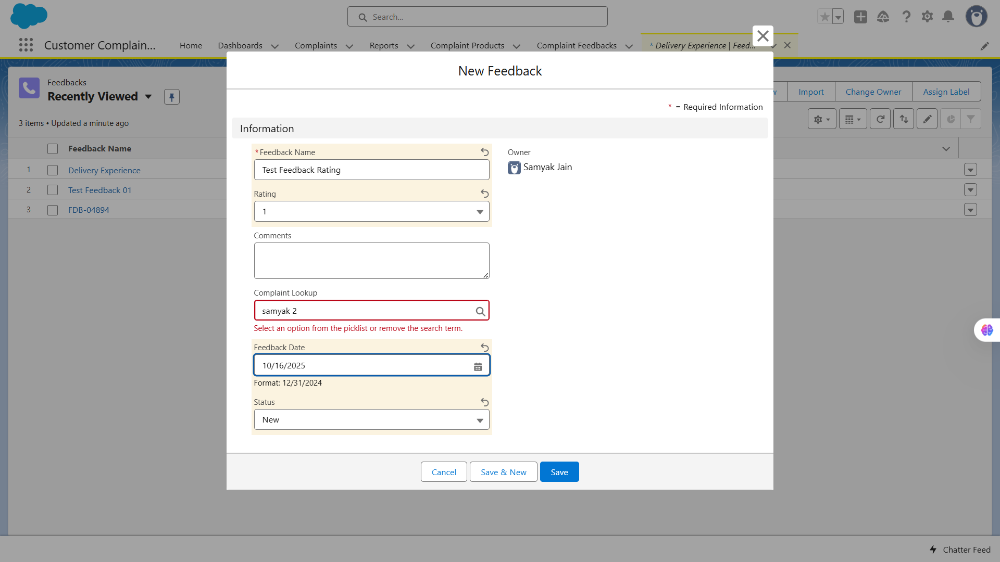 Search...
Customer Complain...
Home
Dashboards
Complaints
Reports
Complaint Products
Complaint Feedbacks
* Delivery Experience | Feed...
Feedbacks
Recently Viewed
3 items • Updated a minute ago
Import
Change Owner
Assign Label
Feedback Name
1 Delivery Experience
2 Test Feedback 01
3 FDB-04894
New Feedback
* = Required Information
Information
*Feedback Name
Test Feedback Rating
Owner
Samyak Jain
Rating
1
Comments
Complaint Lookup
samyak 2
Select an option from the picklist or remove the search term.
Feedback Date
10/16/2025
Format: 12/31/2024
Status
New
Cancel
Save & New
Save
Chatter Feed